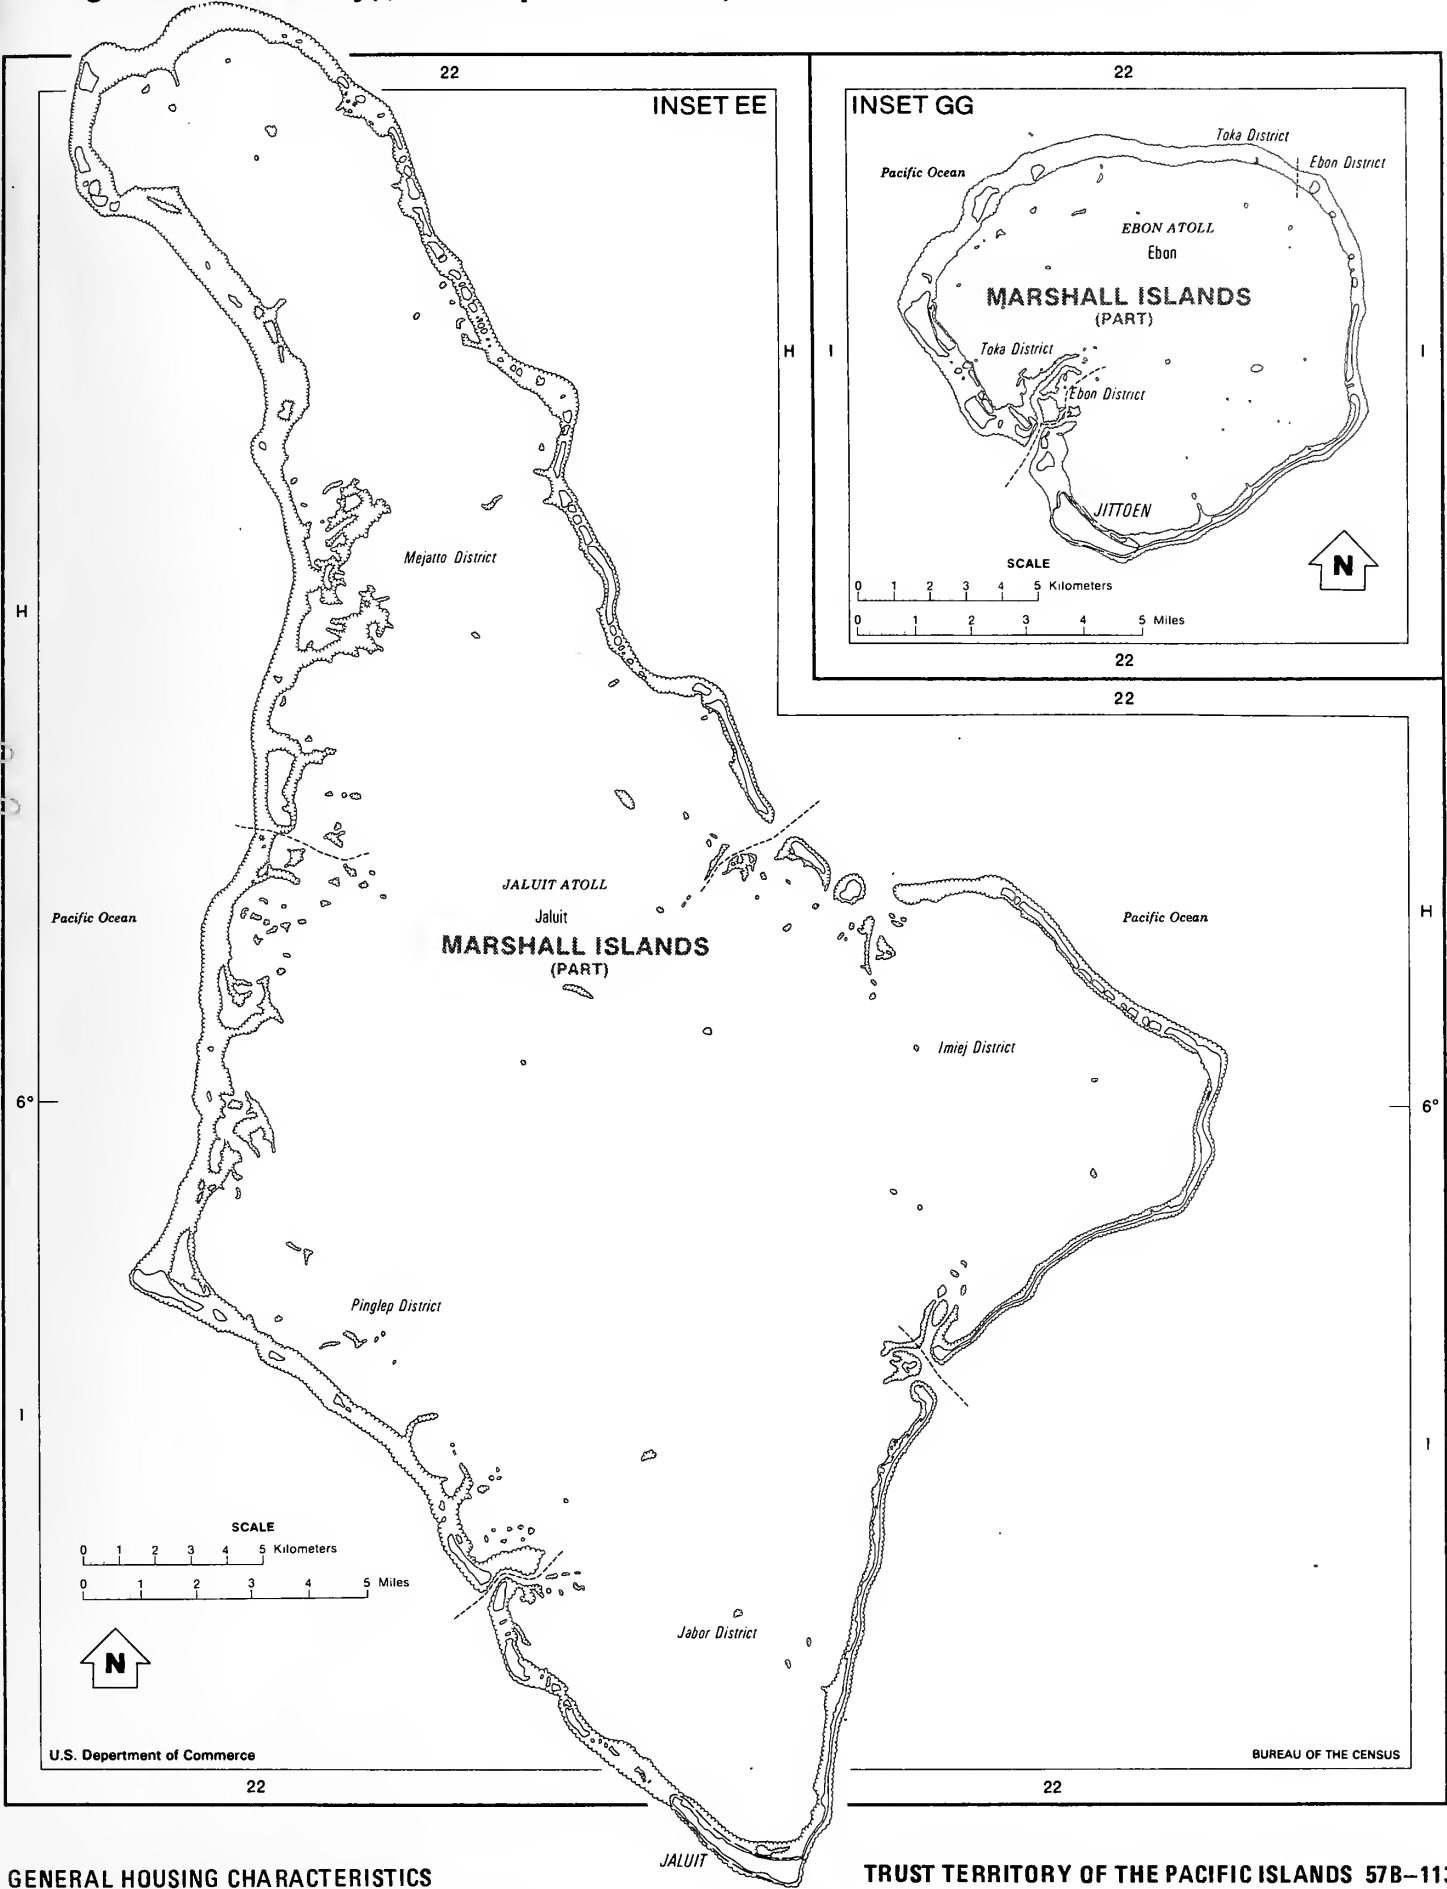 22
INSET EE
H
Mejatto District
H
JALUIT ATOLL
Jaluit
MARSHALL ISLANDS
(PART)
Pacific Ocean
Pacific Ocean
H
Imiej District
6°
6°
Pinglep District
I
I
SCALE
0 1 2 3 4 5 Kilometers
0 1 2 3 4 5 Miles
N
Jabor District
U.S. Department of Commerce
BUREAU OF THE CENSUS
22
22
JALUIT
22
INSET GG
Toka District
Ebon District
Pacific Ocean
EBON ATOLL
Ebon
MARSHALL ISLANDS
(PART)
I
I
Toka District
Ebon District
JITTOEN
SCALE
0 1 2 3 4 5 Kilometers
0 1 2 3 4 5 Miles
N
22
22
GENERAL HOUSING CHARACTERISTICS
TRUST TERRITORY OF THE PACIFIC ISLANDS